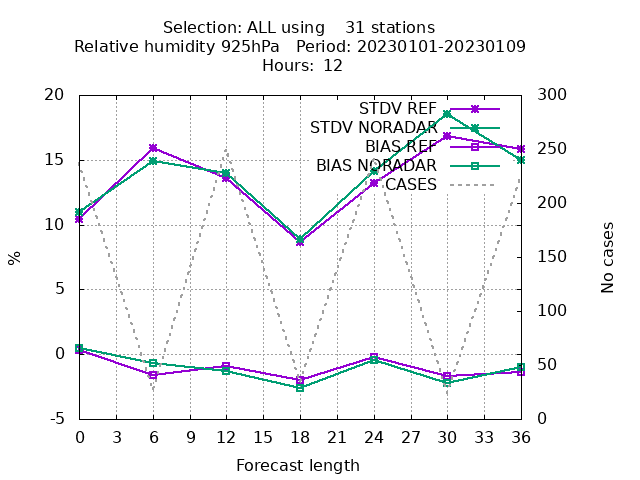 Selection: ALL using 31 stations
Relative humidity 925hPa Period: 20230101-20230109
Hours: 12
STDV REF
STDV NORADAR
BIAS REF
BIAS NORADAR
CASES
20
15
10
5
0
-5
%
300
250
200
150
100
50
0
No cases
0 3 6 9 12 15 18 21 24 27 30 33 36
Forecast length